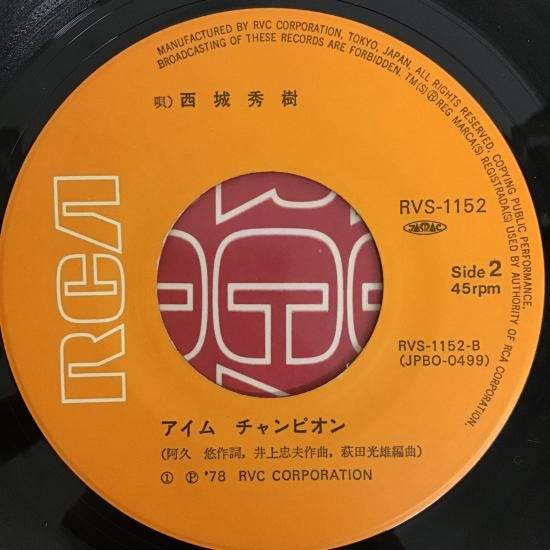 MANUFACTURED BY RVC CORPORATION, TOKYO, JAPAN, ALL RIGHTS RESERVED, COPYING PUBLIC PERFORMANCE,
BROADCASTING OF THESE RECORDS ARE FORBIDDEN. TM(S)® REG MARCA(S) REGISTRADA(S) USED BY AUTHORITY OF RCA CORPORATION.
唄) 西城秀樹
RCA
RVS-1152
JASRAC
Side 2
45rpm
RVS-1152-B
(JPBO-0499)
アイム チャンピオン
(阿久 悠作詞, 井上忠夫作曲, 萩田光雄編曲)
① Ⓟ '78 RVC CORPORATION